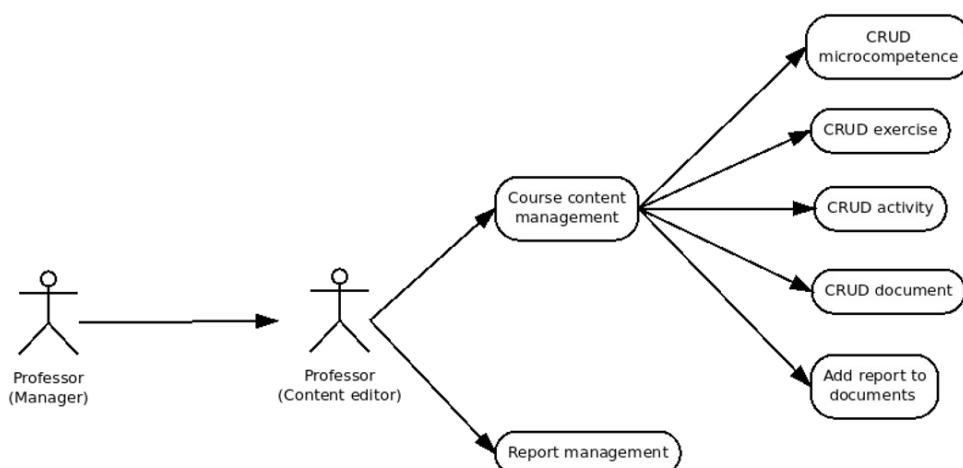 CRUD
microcompetence
CRUD exercise
Course content
management
CRUD activity
CRUD document
Professor
(Manager)
Professor
(Content editor)
Add report to
documents
Report management